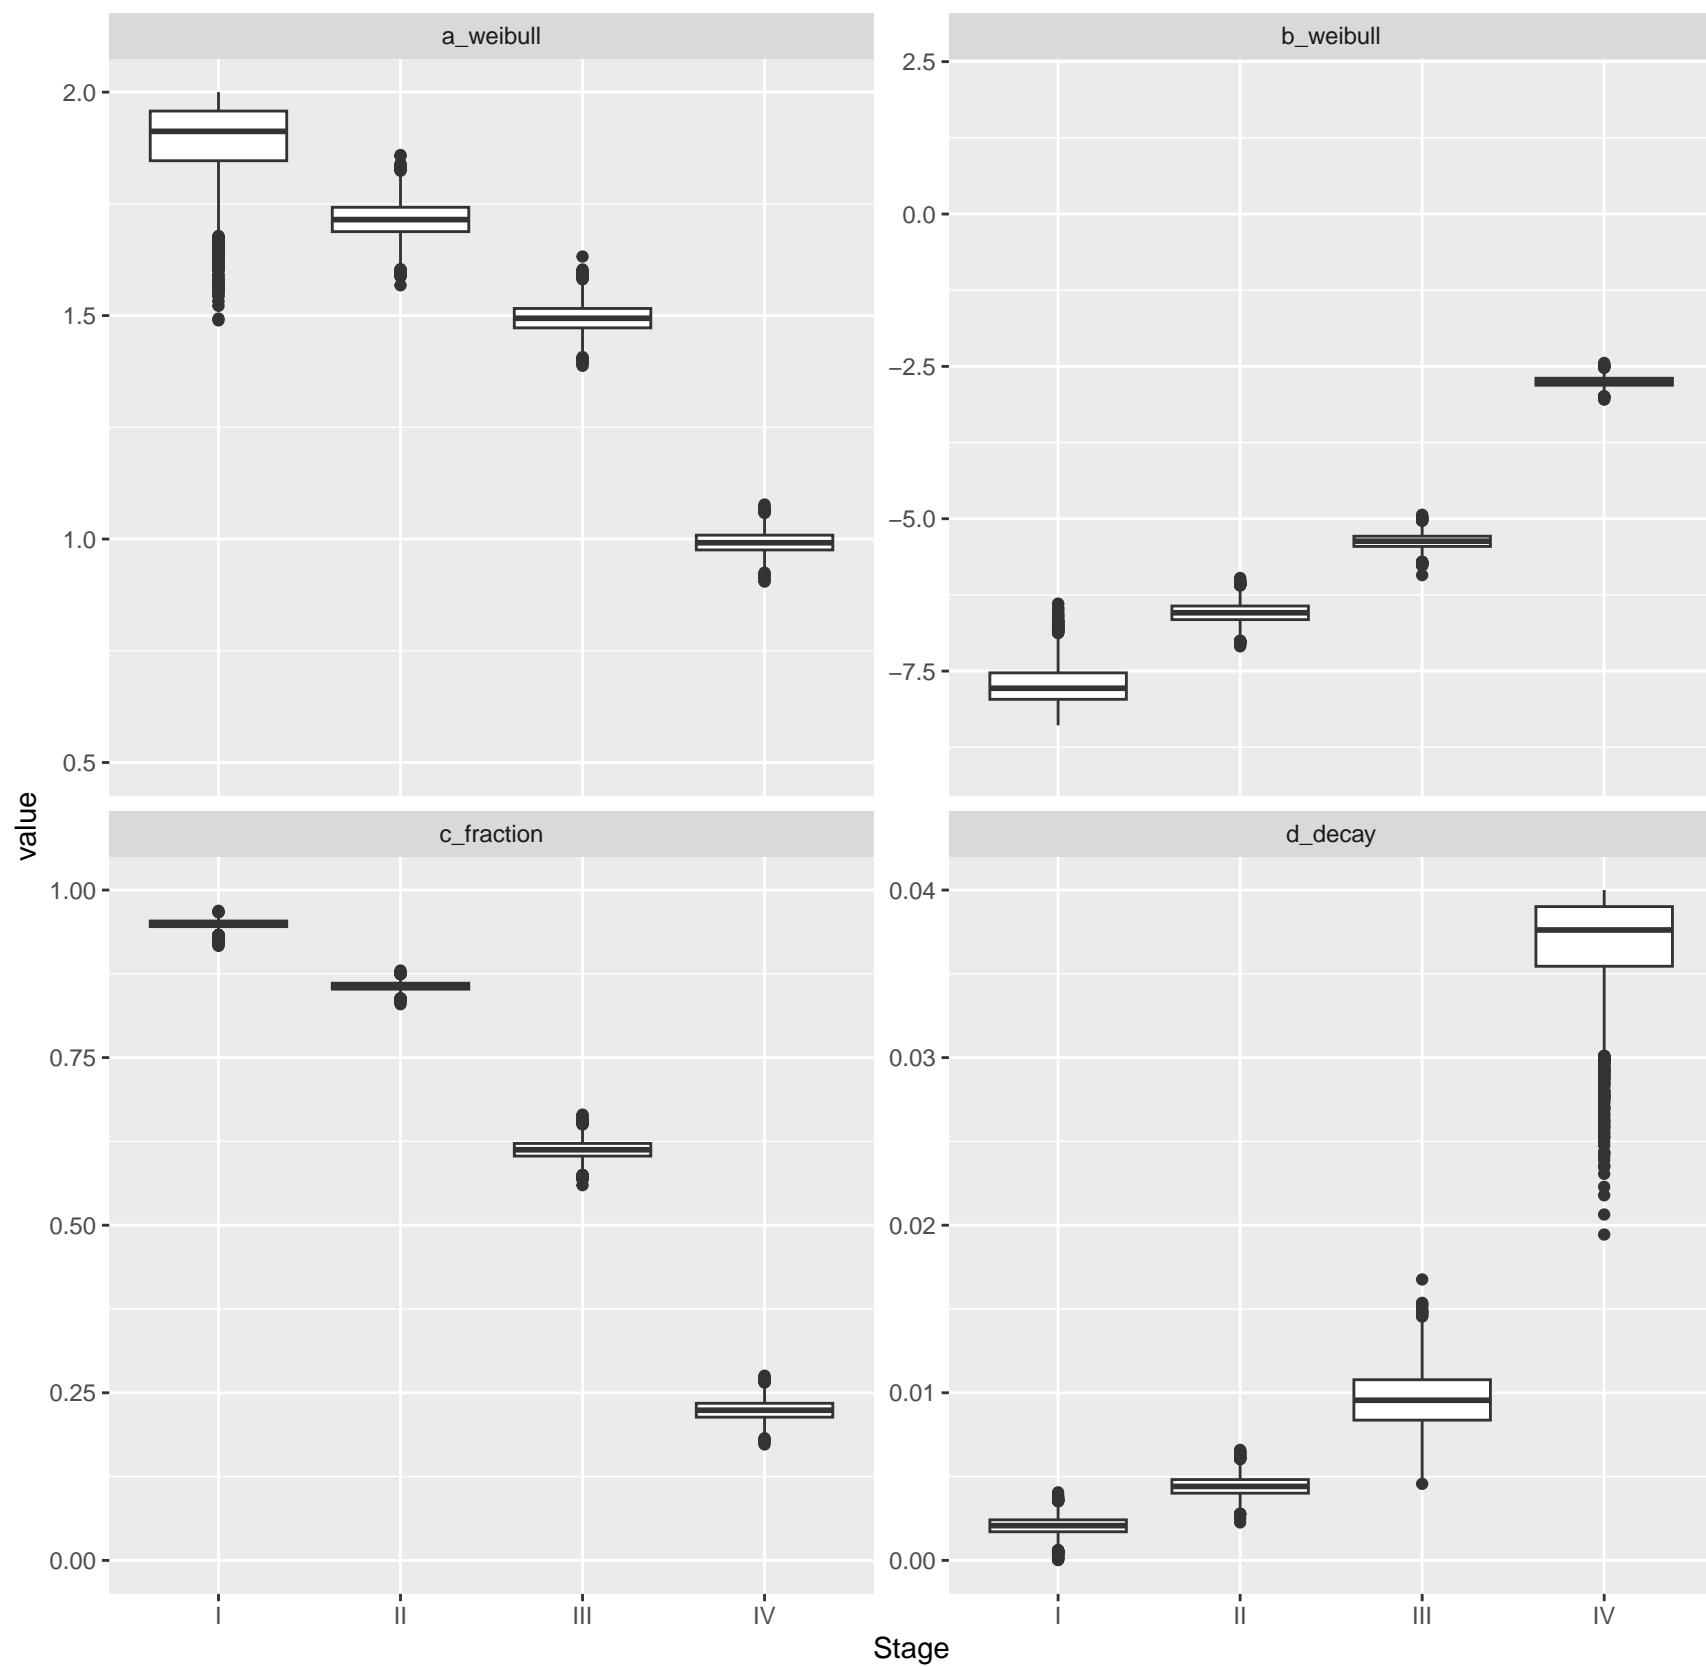 a_weibull
b_weibull
2.0
1.5
1.0
0.5
2.5
0.0
−2.5
−5.0
−7.5
value
c_fraction
d_decay
1.00
0.75
0.50
0.25
0.00
0.04
0.03
0.02
0.01
0.00
I II III IV
I II III IV
Stage